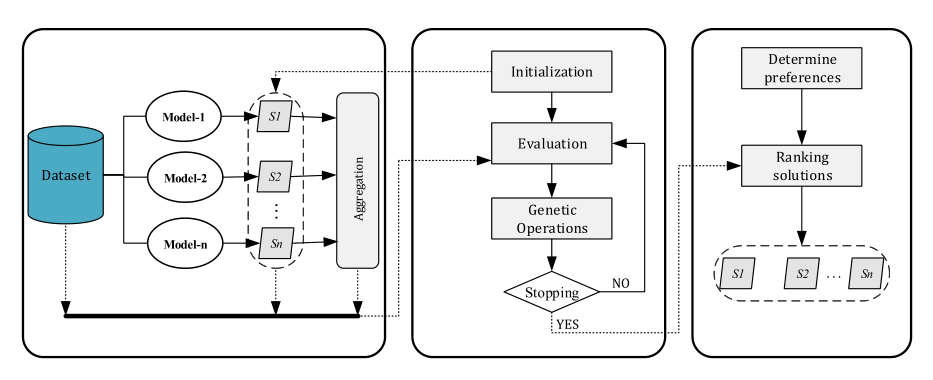 Dataset
Model-1
Model-2
Model-n
S1
S2
⋮
Sn
Aggregation
Initialization
Evaluation
Genetic
Operations
Stopping
NO
YES
Determine
preferences
Ranking
solutions
S1
S2
...
Sn